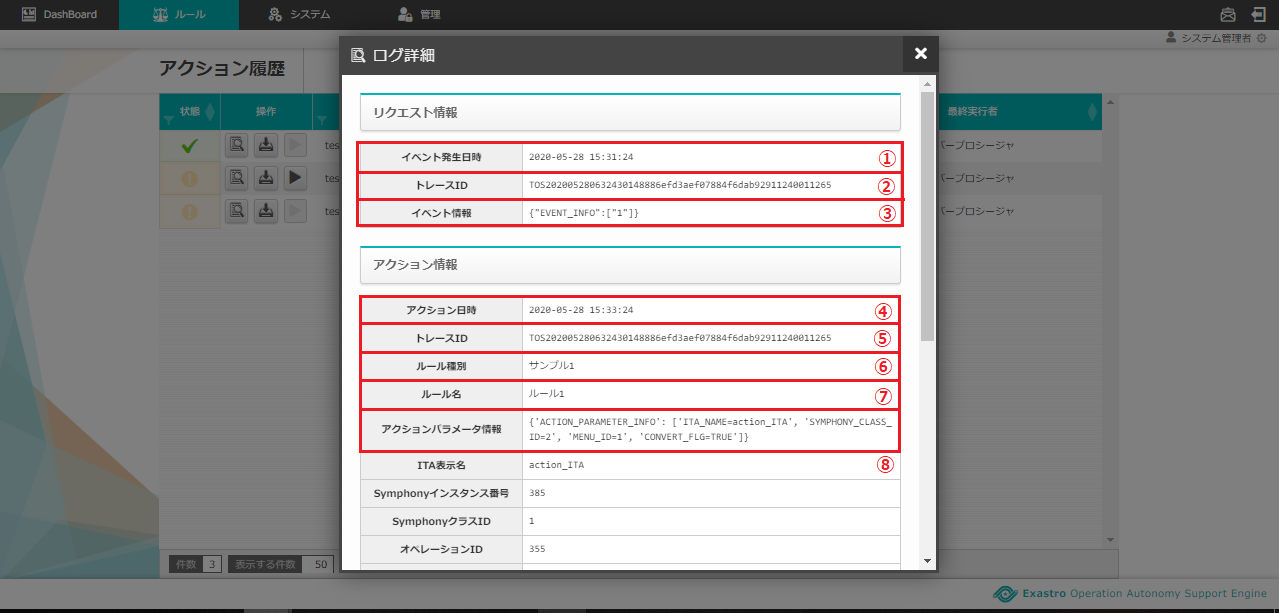 DashBoard ルール システム 管理
システム管理者
アクション履歴
ログ詳細
状態 操作 最終実行者
tes バープロシージャ
tes バープロシージャ
tes バープロシージャ
リクエスト情報
イベント発生日時 2020-05-28 15:31:24 ①
トレースID TOS202005280632430148886efd3aef07884f6dab92911240011265 ②
イベント情報 {"EVENT_INFO":["1"]} ③
アクション情報
アクション日時 2020-05-28 15:33:24 ④
トレースID TOS202005280632430148886efd3aef07884f6dab92911240011265 ⑤
ルール種別 サンプル1 ⑥
ルール名 ルール1 ⑦
アクションパラメータ情報 {'ACTION_PARAMETER_INFO': ['ITA_NAME=action_ITA', 'SYMPHONY_CLASS_
ID=2', 'MENU_ID=1', 'CONVERT_FLG=TRUE']}
ITA表示名 action_ITA ⑧
Symphonyインスタンス番号 385
SymphonyクラスID 1
オペレーションID 355
件数 3 表示する件数 50
Exastro Operation Autonomy Support Engine